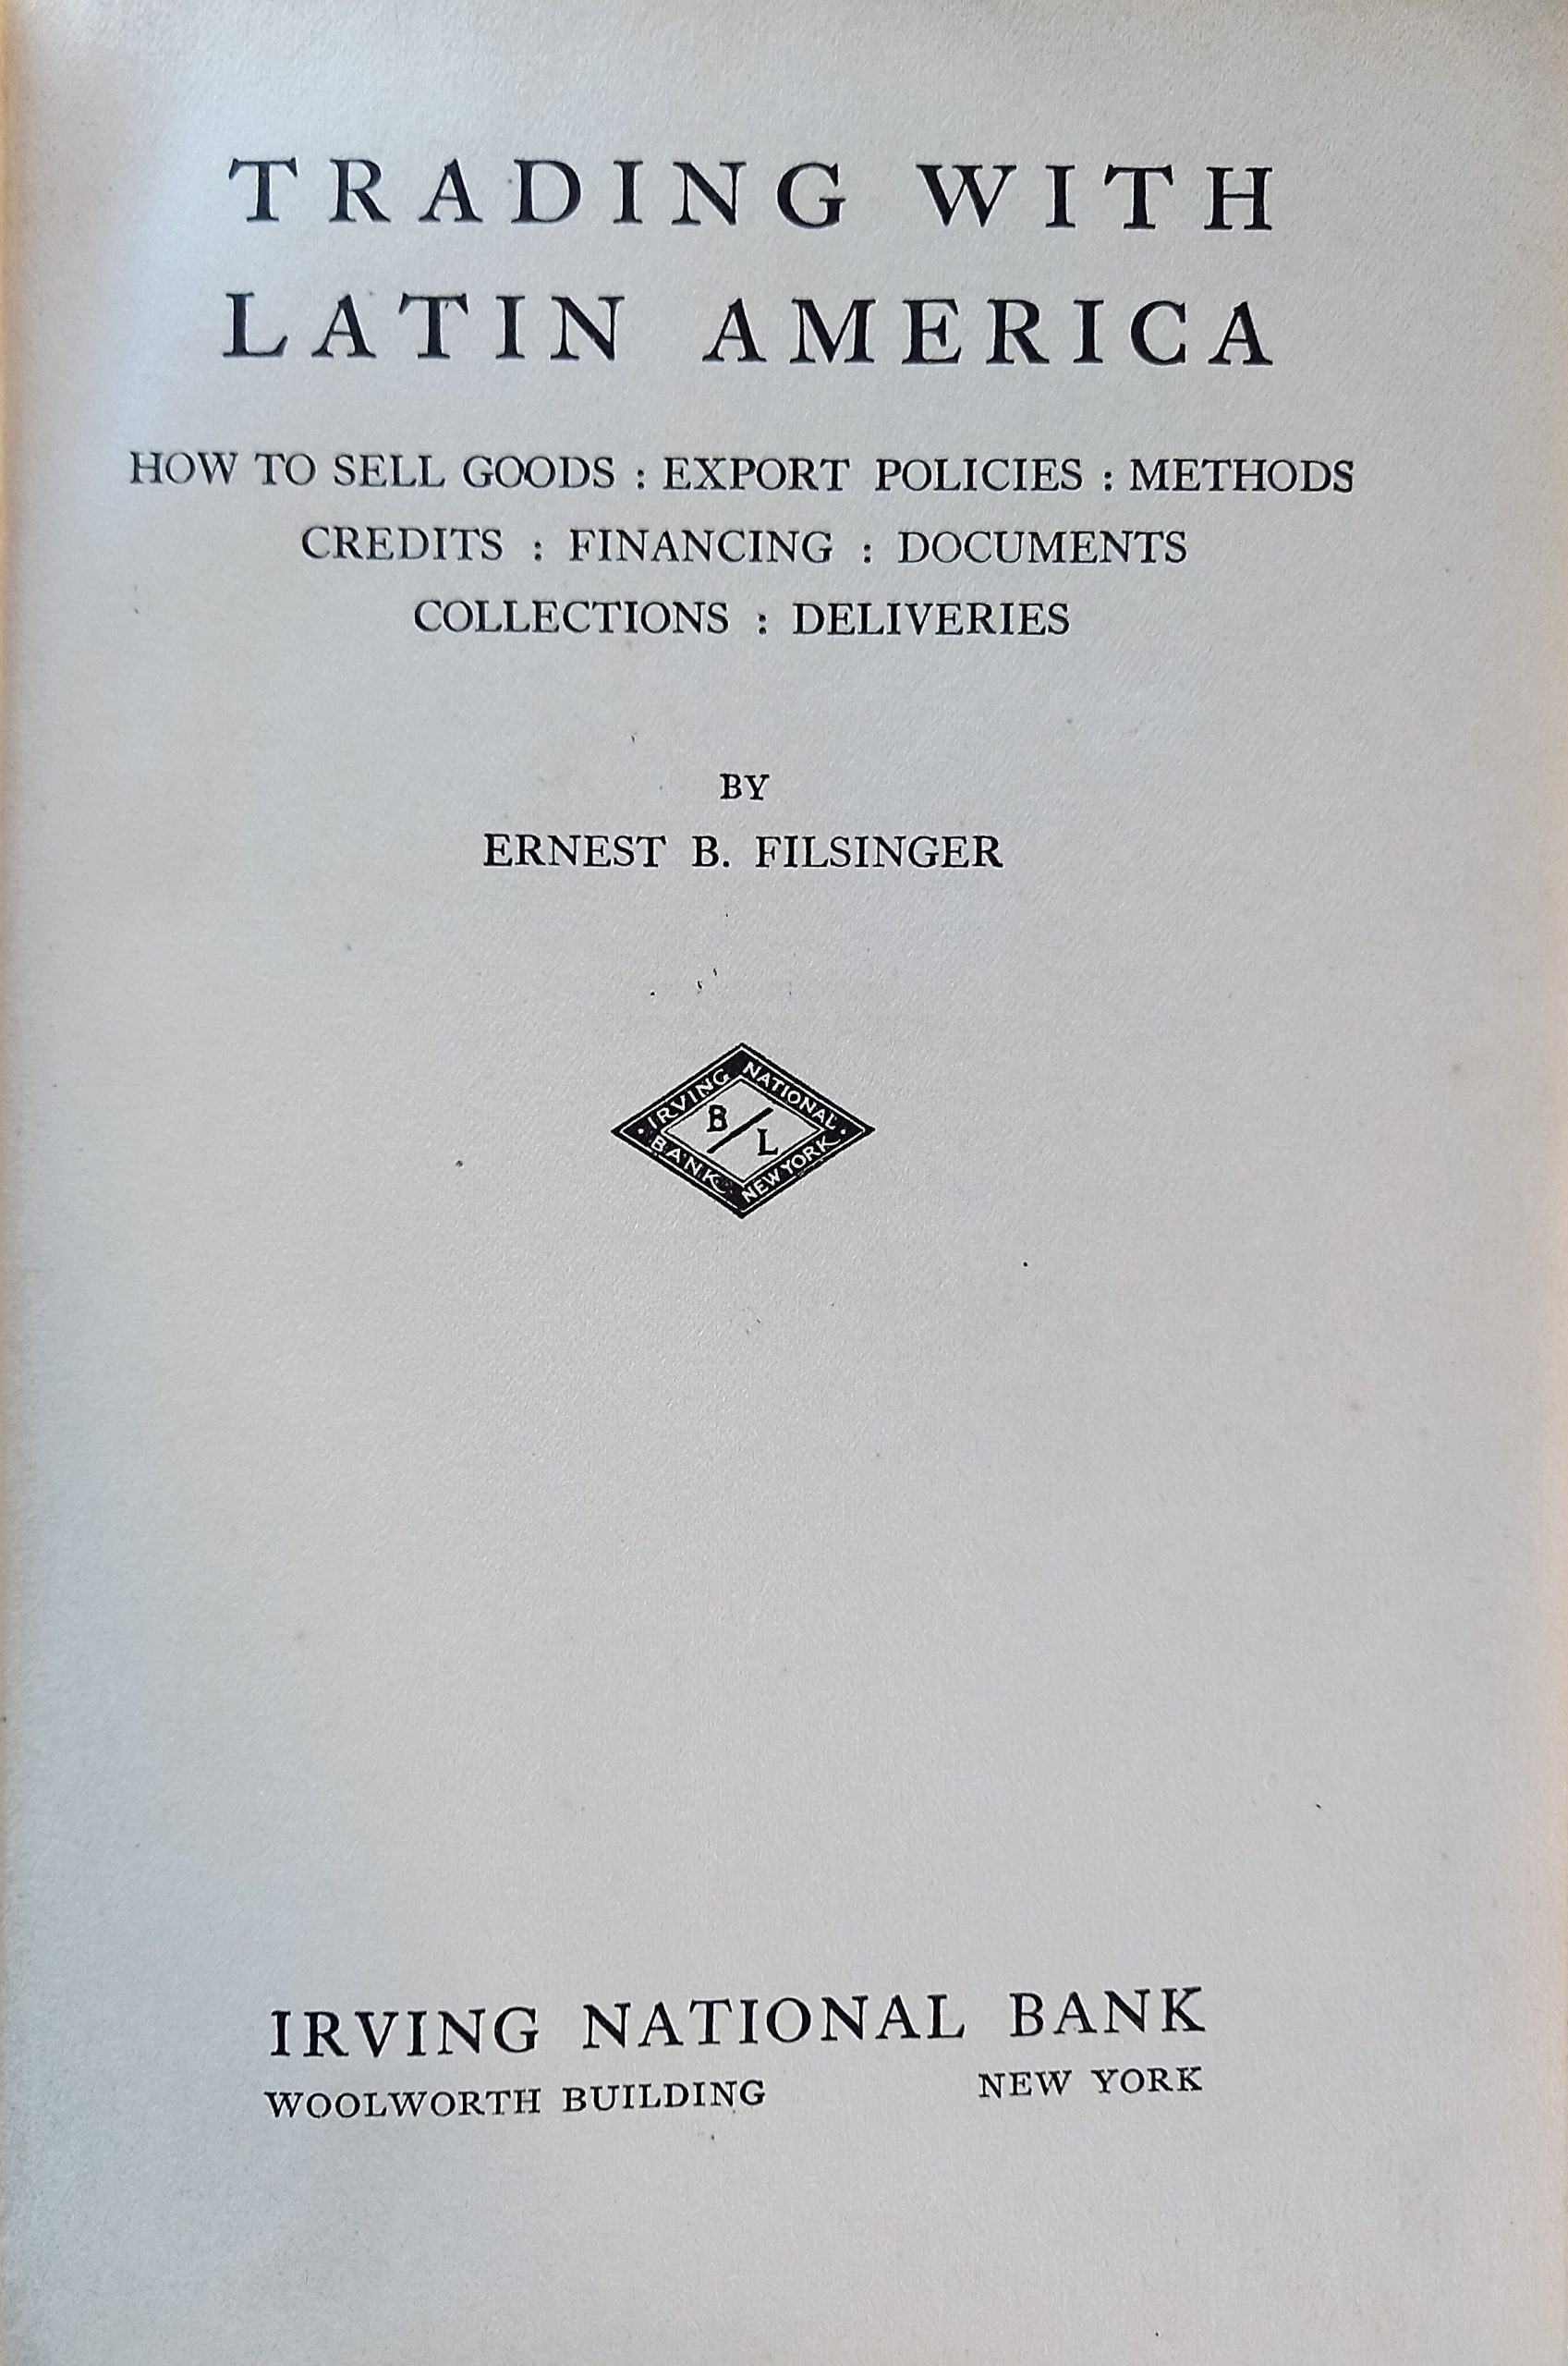 TRADING WITH
LATIN AMERICA
HOW TO SELL GOODS : EXPORT POLICIES : METHODS
CREDITS : FINANCING : DOCUMENTS
COLLECTIONS : DELIVERIES
BY
ERNEST B. FILSINGER
IRVING NATIONAL
B/L
BANK NEW YORK
IRVING NATIONAL BANK
WOOLWORTH BUILDING NEW YORK